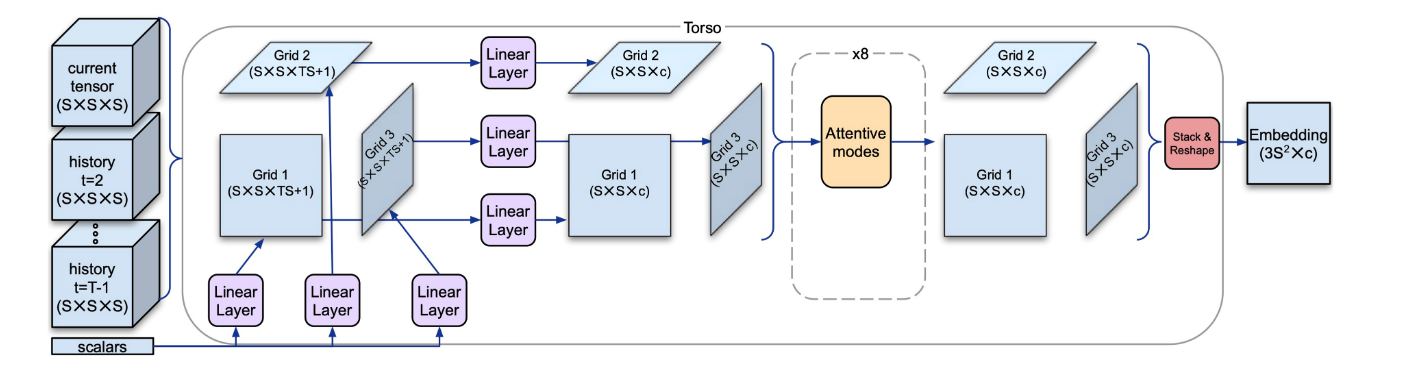 Torso
current
tensor
(S×S×S)
history
t=2
(S×S×S)
history
t=T-1
(S×S×S)
scalars
Grid 2
(S×S×TS+1)
Grid 3
(S×S×TS+1)
Grid 1
(S×S×TS+1)
Linear
Layer
Linear
Layer
Linear
Layer
Linear
Layer
Linear
Layer
Linear
Layer
Grid 2
(S×S×c)
Grid 1
(S×S×c)
Grid 3
(S×S×c)
x8
Attentive
modes
Grid 2
(S×S×c)
Grid 1
(S×S×c)
Grid 3
(S×S×c)
Stack &
Reshape
Embedding
(3S²×c)